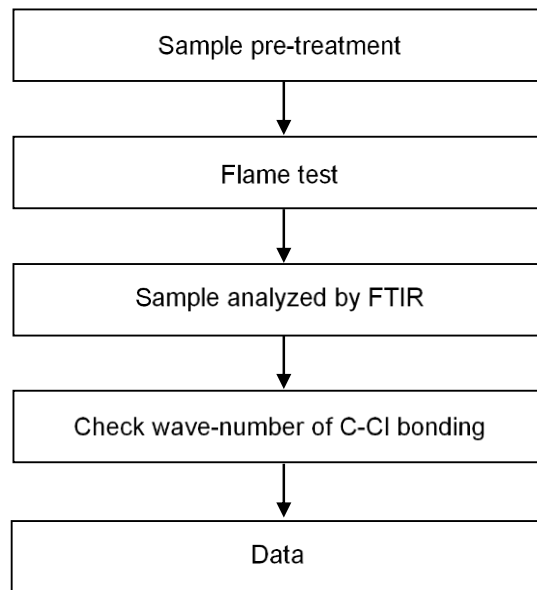 Sample pre-treatment
Flame test
Sample analyzed by FTIR
Check wave-number of C-Cl bonding
Data